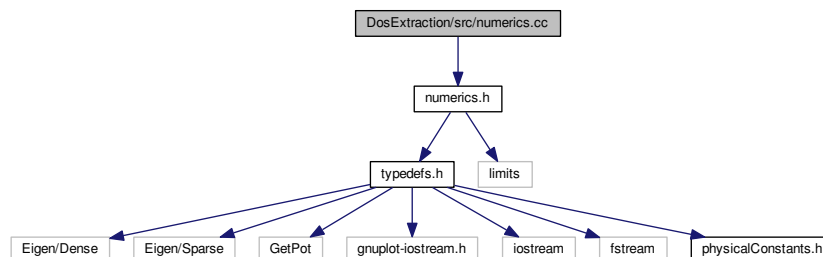 DosExtraction/src/numerics.cc
numerics.h
typedefs.h
limits
Eigen/Dense
Eigen/Sparse
GetPot
gnuplot-iostream.h
iostream
fstream
physicalConstants.h